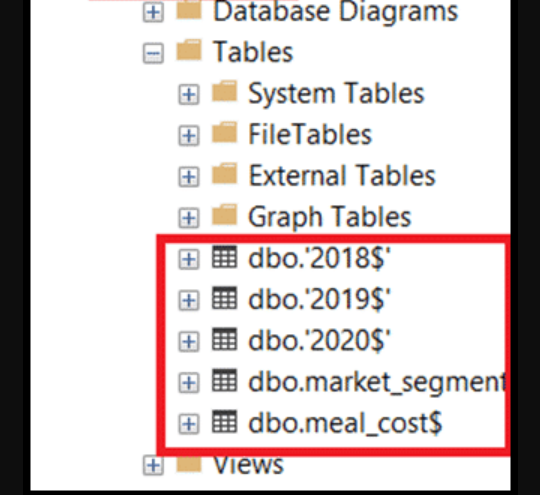 Database Diagrams
Tables
System Tables
FileTables
External Tables
Graph Tables
dbo.'2018$'
dbo.'2019$'
dbo.'2020$'
dbo.market_segment
dbo.meal_cost$
Views